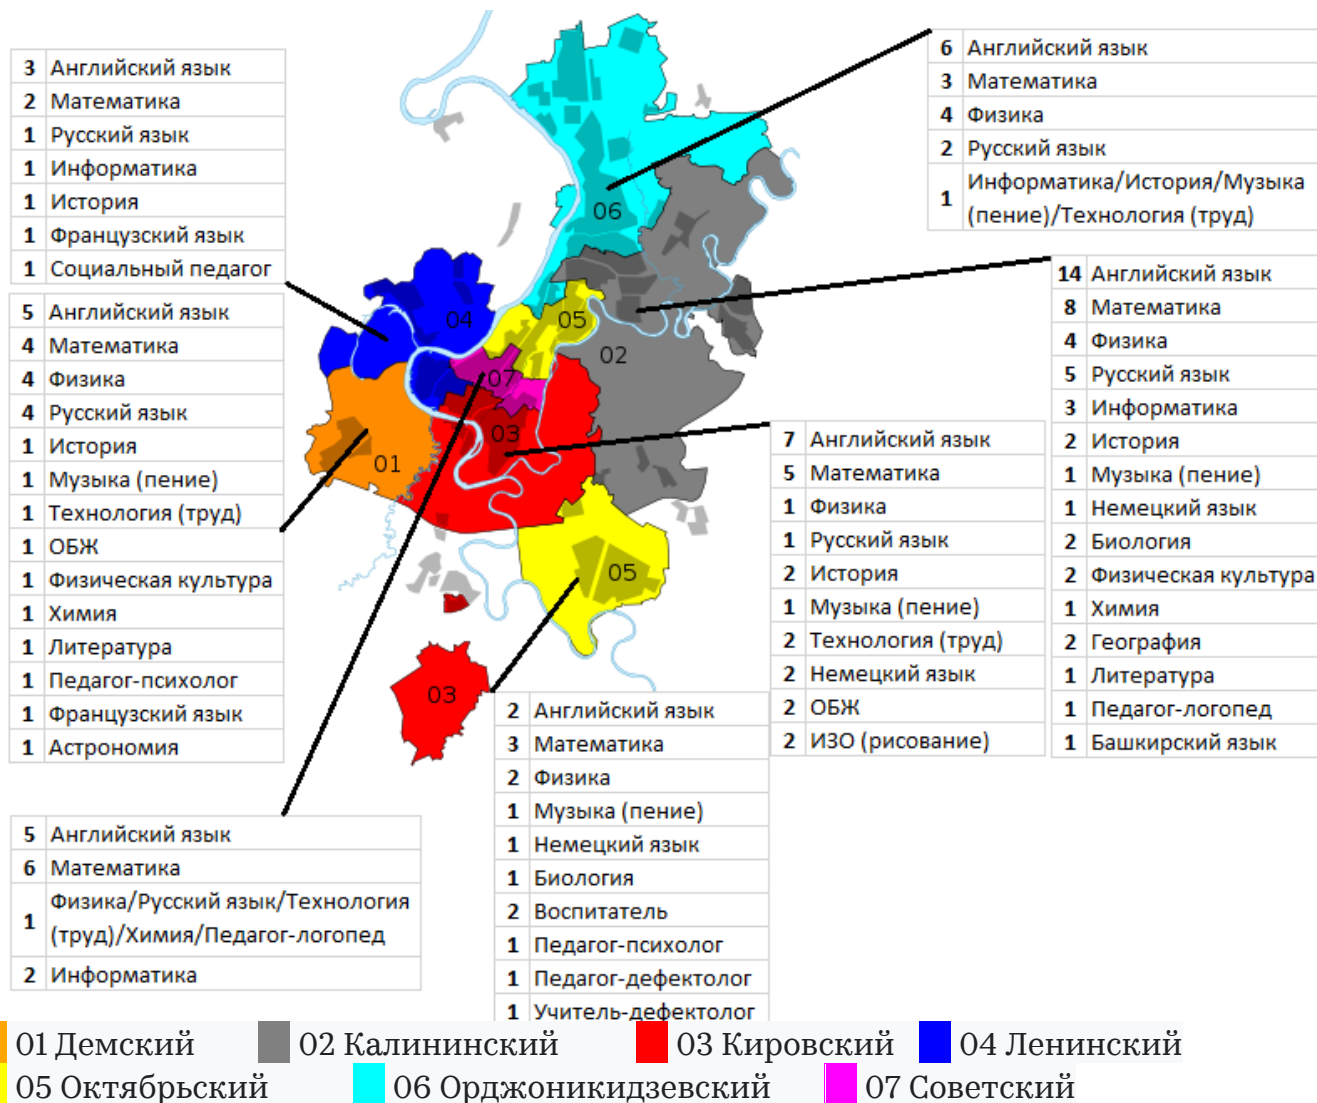 3 Английский язык
2 Математика
1 Русский язык
1 Информатика
1 История
1 Французский язык
1 Социальный педагог
5 Английский язык
4 Математика
4 Физика
4 Русский язык
1 История
1 Музыка (пение)
1 Технология (труд)
1 ОБЖ
1 Физическая культура
1 Химия
1 Литература
1 Педагог-психолог
1 Французский язык
1 Астрономия
5 Английский язык
6 Математика
1 Физика/Русский язык/Технология
(труд)/Химия/Педагог-логопед
2 Информатика
06
04
05
02
07
03
01
05
03
2 Английский язык
3 Математика
2 Физика
1 Музыка (пение)
1 Немецкий язык
1 Биология
2 Воспитатель
1 Педагог-психолог
1 Педагог-дефектолог
1 Учитель-дефектолог
7 Английский язык
5 Математика
1 Физика
1 Русский язык
2 История
1 Музыка (пение)
2 Технология (труд)
2 Немецкий язык
2 ОБЖ
2 ИЗО (рисование)
6 Английский язык
3 Математика
4 Физика
2 Русский язык
1 Информатика/История/Музыка
(пение)/Технология (труд)
14 Английский язык
8 Математика
4 Физика
5 Русский язык
3 Информатика
2 История
1 Музыка (пение)
1 Немецкий язык
2 Биология
2 Физическая культура
1 Химия
2 География
1 Литература
1 Педагог-логопед
1 Башкирский язык
01 Демский 02 Калининский 03 Кировский 04 Ленинский
05 Октябрьский 06 Орджоникидзевский 07 Советский